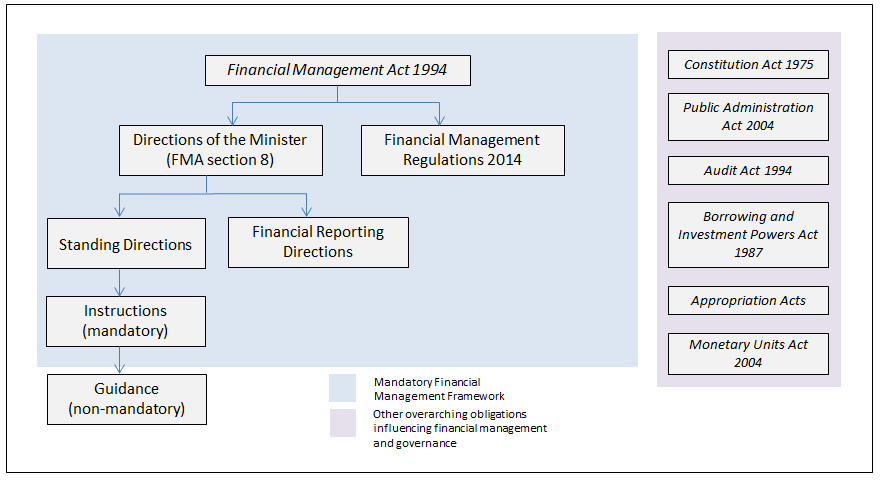 Financial Management Act 1994
Directions of the Minister
(FMA section 8)
Financial Management
Regulations 2014
Standing Directions
Financial Reporting
Directions
Instructions
(mandatory)
Guidance
(non-mandatory)
Constitution Act 1975
Public Administration
Act 2004
Audit Act 1994
Borrowing and
Investment Powers Act
1987
Appropriation Acts
Monetary Units Act
2004
Mandatory Financial
Management Framework
Other overarching obligations
influencing financial management
and governance